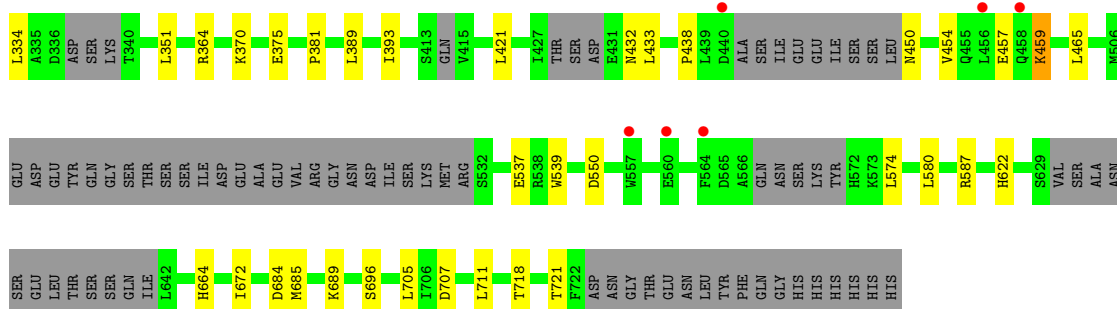 L334 A335 D336 ASP SER LYS T340 L351 R364 K370 E375 P381 L389 I393 S413 GLN V415 L421 I427 THR SER ASP E431 N432 L433 P438 L439 D440 ALA SER ILE GLU GLU ILE SER SER LEU N450 V454 Q455 L456 E457 Q458 K459 L465 M506
GLU ASP GLU TYR GLN GLY SER THR SER SER ILE ASP GLU ALA GLU VAL ARG GLY ASN ASP ILE SER LYS MET ARG S532 E537 R538 W539 D550 W557 E560 F564 D565 A566 GLN ASN SER LYS TYR H572 K573 L574 L580 R587 H622 S629 VAL SER ALA ASN
SER GLU LEU THR SER SER GLN ILE L642 H664 I672 D684 M685 K689 S696 L705 I706 D707 L711 T718 T721 F722 ASP ASN GLY THR GLU ASN LEU TYR PHE GLN GLY HIS HIS HIS HIS HIS HIS